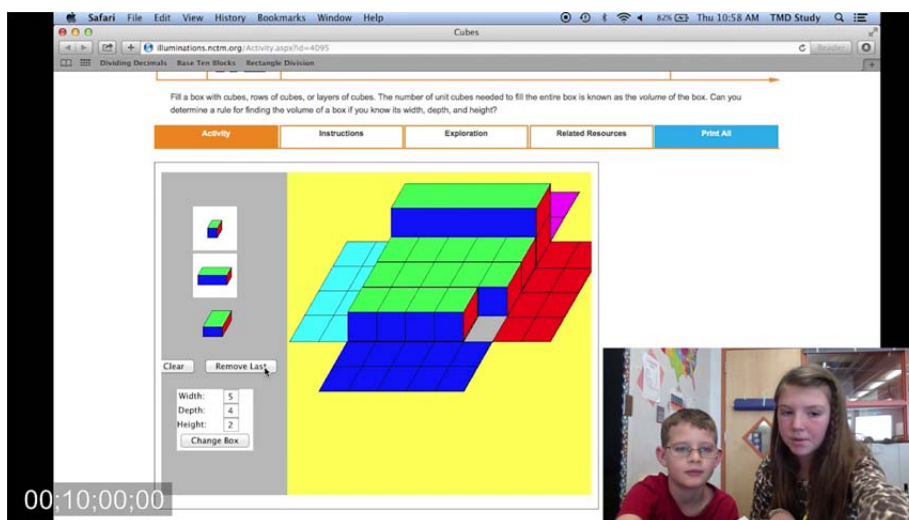 Safari File Edit View History Bookmarks Window Help 82% Thu 10:58 AM TMD Study
Cubes
illuminations.nctm.org/Activity.aspx?id=4095 Reader
Dividing Decimals Base Ten Blocks Rectangle Division
Fill a box with cubes, rows of cubes, or layers of cubes. The number of unit cubes needed to fill the entire box is known as the volume of the box. Can you
determine a rule for finding the volume of a box if you know its width, depth, and height?
Activity Instructions Exploration Related Resources Print All
Clear Remove Last
Width: 5
Depth: 4
Height: 2
Change Box
00;10;00;00